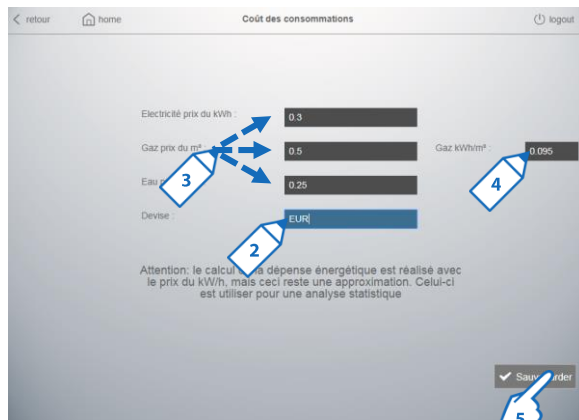 retour home Coût des consommations logout
Electricité prix du kWh : 0.3
Gaz prix du m³ : 0.5 Gaz kWh/m³ : 0.095
Eau 0.25
Devise : EUR
Attention: le calcul la dépense énergétique est réalisé avec
le prix du kW/h, mais ceci reste une approximation. Celui-ci
est utiliser pour une analyse statistique
3
4
2
5